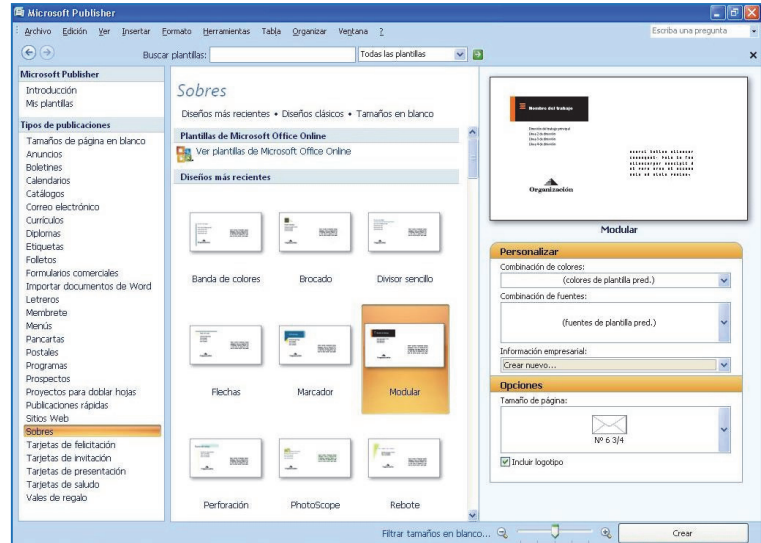 Microsoft Publisher
Archivo Edición Ver Insertar Formato Herramientas Tabla Organizar Ventana ?
Escriba una pregunta
Buscar plantillas: Todas las plantillas
Microsoft Publisher
Introducción
Mis plantillas
Tipos de publicaciones
Tamaños de página en blanco
Anuncios
Boletines
Calendarios
Catálogos
Correo electrónico
Currículos
Diplomas
Etiquetas
Folletos
Formularios comerciales
Importar documentos de Word
Letreros
Membrete
Menús
Pancartas
Postales
Programas
Prospectos
Proyectos para doblar hojas
Publicaciones rápidas
Sitios Web
Sobres
Tarjetas de felicitación
Tarjetas de invitación
Tarjetas de presentación
Tarjetas de saludo
Vales de regalo
Sobres
Diseños más recientes • Diseños clásicos • Tamaños en blanco
Plantillas de Microsoft Office Online
Ver plantillas de Microsoft Office Online
Diseños más recientes
Banda de colores Brocado Divisor sencillo
Flechas Marcador Modular
Perforación PhotoScope Rebote
Nombre del trabajo
Organización
Modular
Personalizar
Combinación de colores:
(colores de plantilla pred.)
Combinación de fuentes:
(fuentes de plantilla pred.)
Información empresarial:
Crear nuevo...
Opciones
Tamaño de página:
Nº 6 3/4
Incluir logotipo
Filtrar tamaños en blanco...
Crear